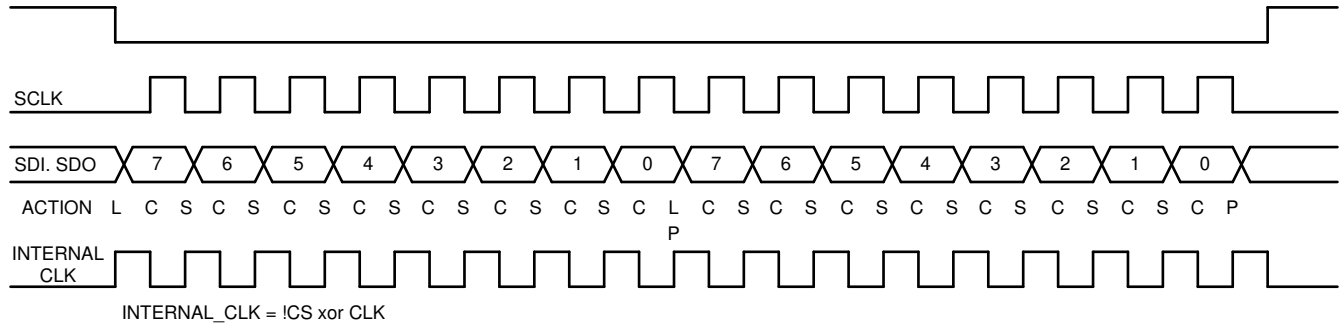 SCLK
SDI. SDO 7 6 5 4 3 2 1 0 7 6 5 4 3 2 1 0
ACTION L C S C S C S C S C S C S C S C L C S C S C S C S C S C S C S C P
P
INTERNAL
CLK
INTERNAL_CLK = !CS xor CLK